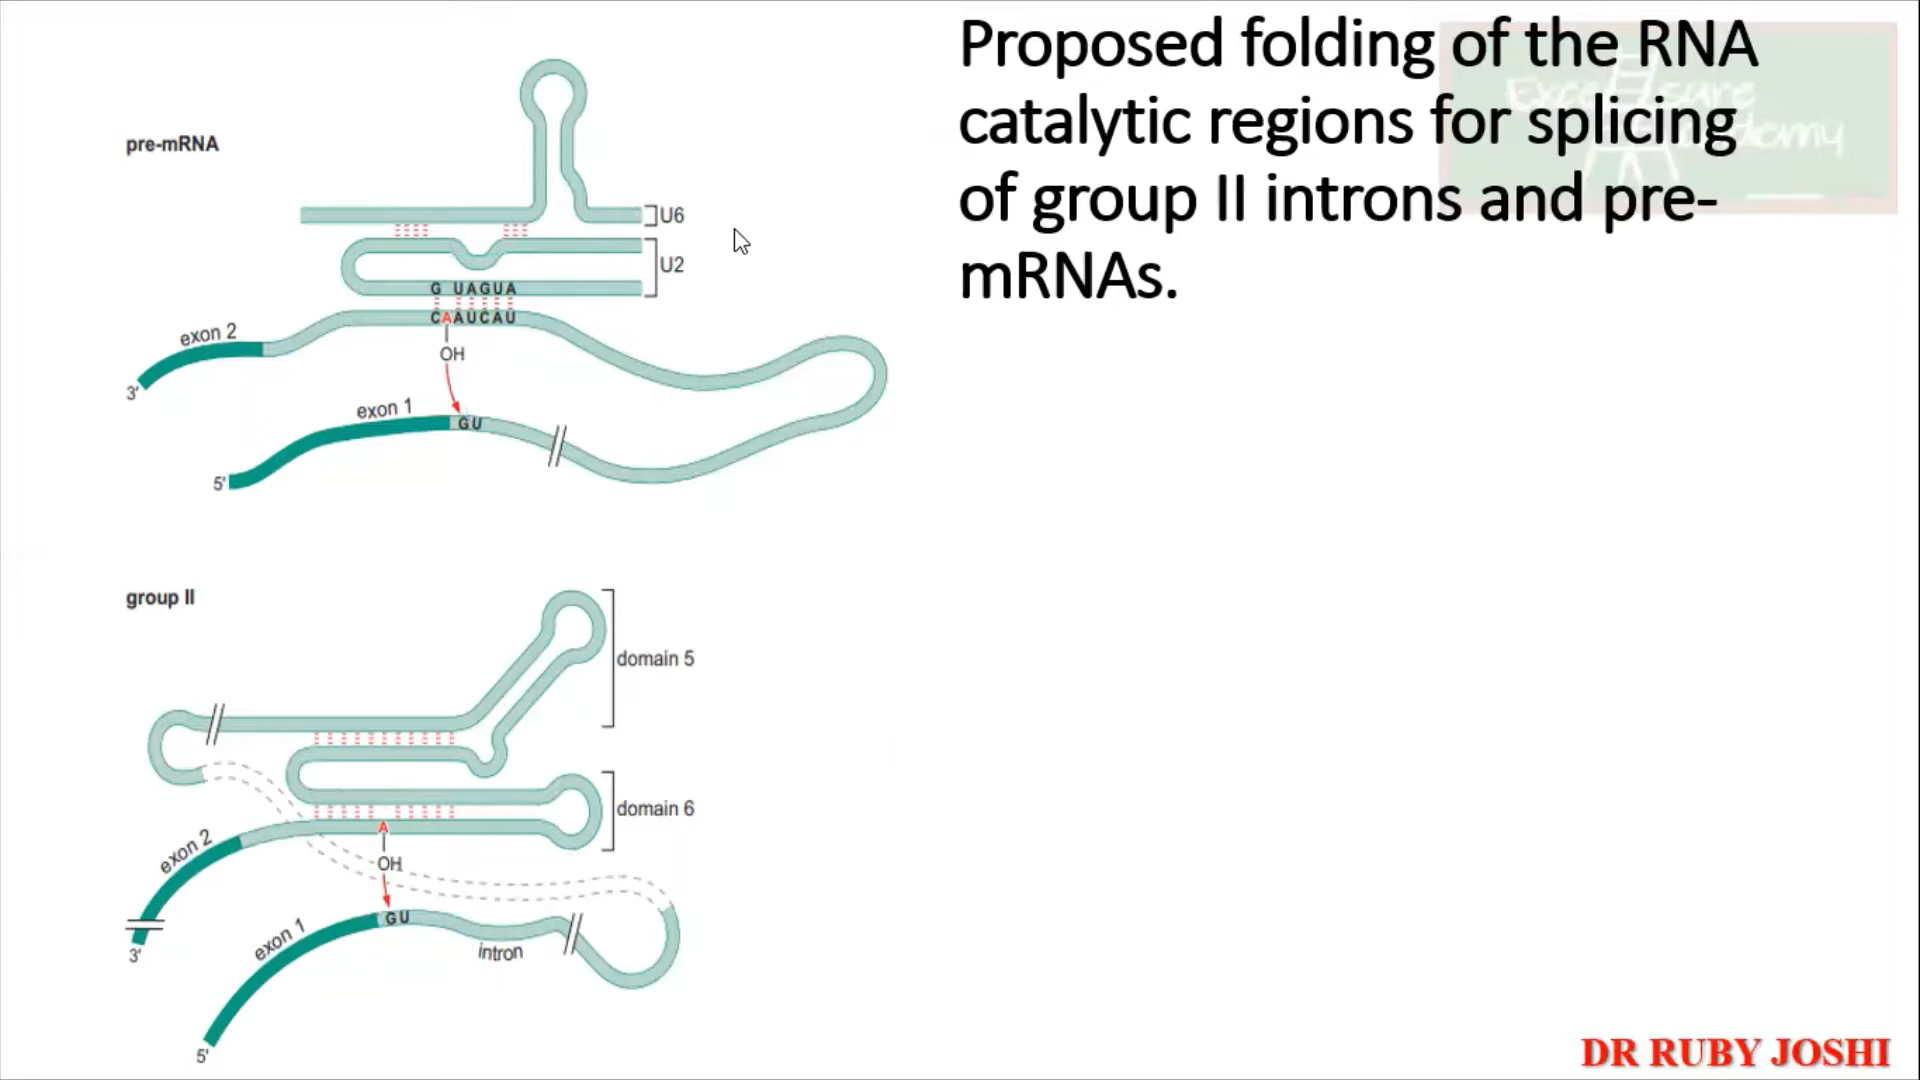 Proposed folding of the RNA
catalytic regions for splicing
of group II introns and pre-
mRNAs.
pre-mRNA
U6
U2
G UAGUA
CAAUCAU
OH
exon 2
3'
exon 1
GU
5'
group II
domain 5
domain 6
A
OH
exon 2
3'
exon 1
GU
intron
5'
DR RUBY JOSHI